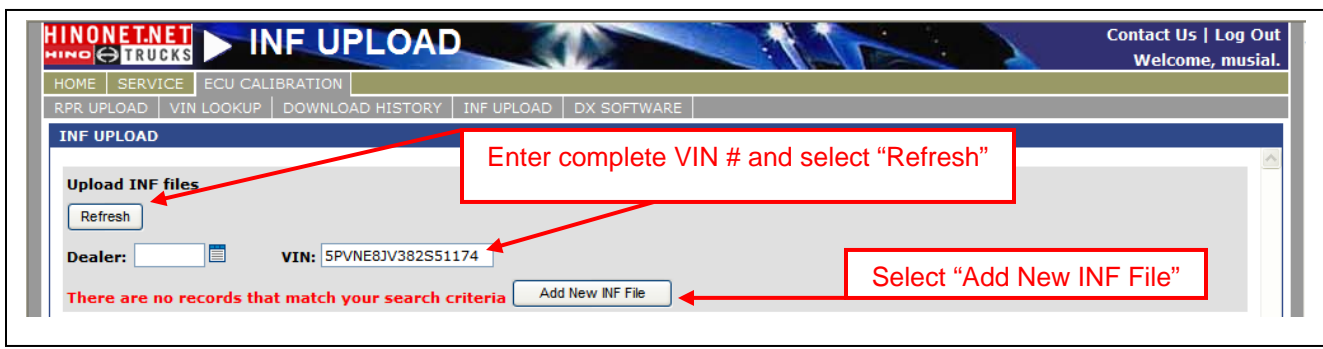 HINONET.NET
HINO TRUCKS
INF UPLOAD
Contact Us | Log Out
Welcome, musial.
HOME SERVICE ECU CALIBRATION
RPR UPLOAD VIN LOOKUP DOWNLOAD HISTORY INF UPLOAD DX SOFTWARE
INF UPLOAD
Enter complete VIN # and select “Refresh”
Upload INF files
Refresh
Dealer: VIN: 5PVNE8JV382S51174
Select “Add New INF File”
There are no records that match your search criteria Add New INF File